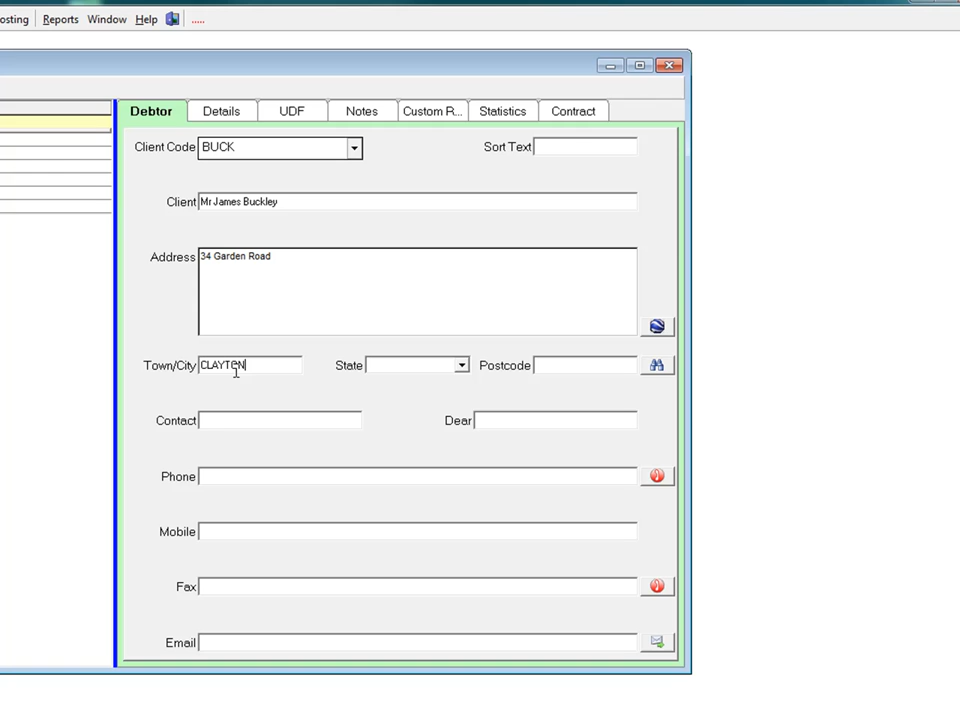 osting Reports Window Help .....
Debtor Details UDF Notes Custom R... Statistics Contract
Client Code BUCK Sort Text
Client Mr James Buckley
Address 34 Garden Road
Town/City CLAYTON State Postcode
Contact Dear
Phone
Mobile
Fax
Email